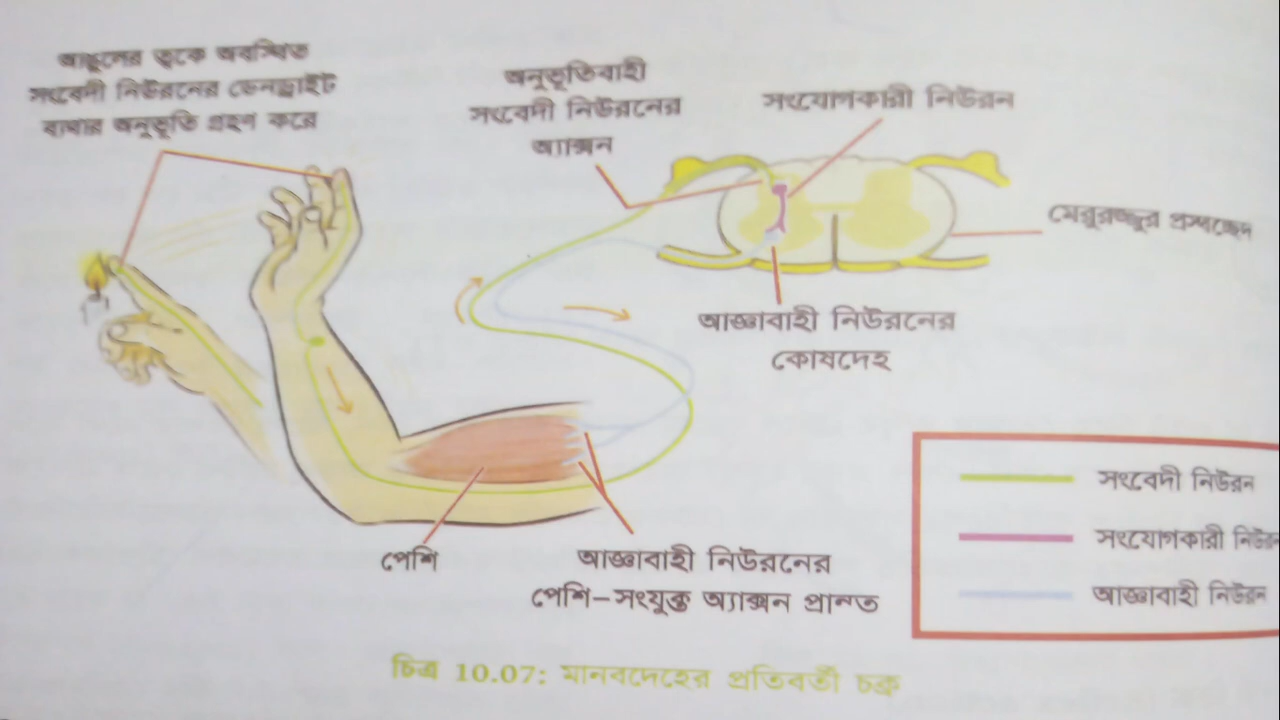 আঙুলের ত্বকে অবস্থিত
সংবেদী নিউরনের ডেনড্রাইট
ব্যথার অনুভূতি গ্রহণ করে
অনুভূতিবাহী
সংবেদী নিউরনের
অ্যাক্সন
সংযোগকারী নিউরন
মেরুরজ্জুর প্রস্থচ্ছেদ
আজ্ঞাবাহী নিউরনের
কোষদেহ
পেশি
আজ্ঞাবাহী নিউরনের
পেশি-সংযুক্ত অ্যাক্সন প্রান্ত
সংবেদী নিউরন
সংযোগকারী নিউরন
আজ্ঞাবাহী নিউরন
চিত্র 10.07: মানবদেহের প্রতিবর্তী চক্র